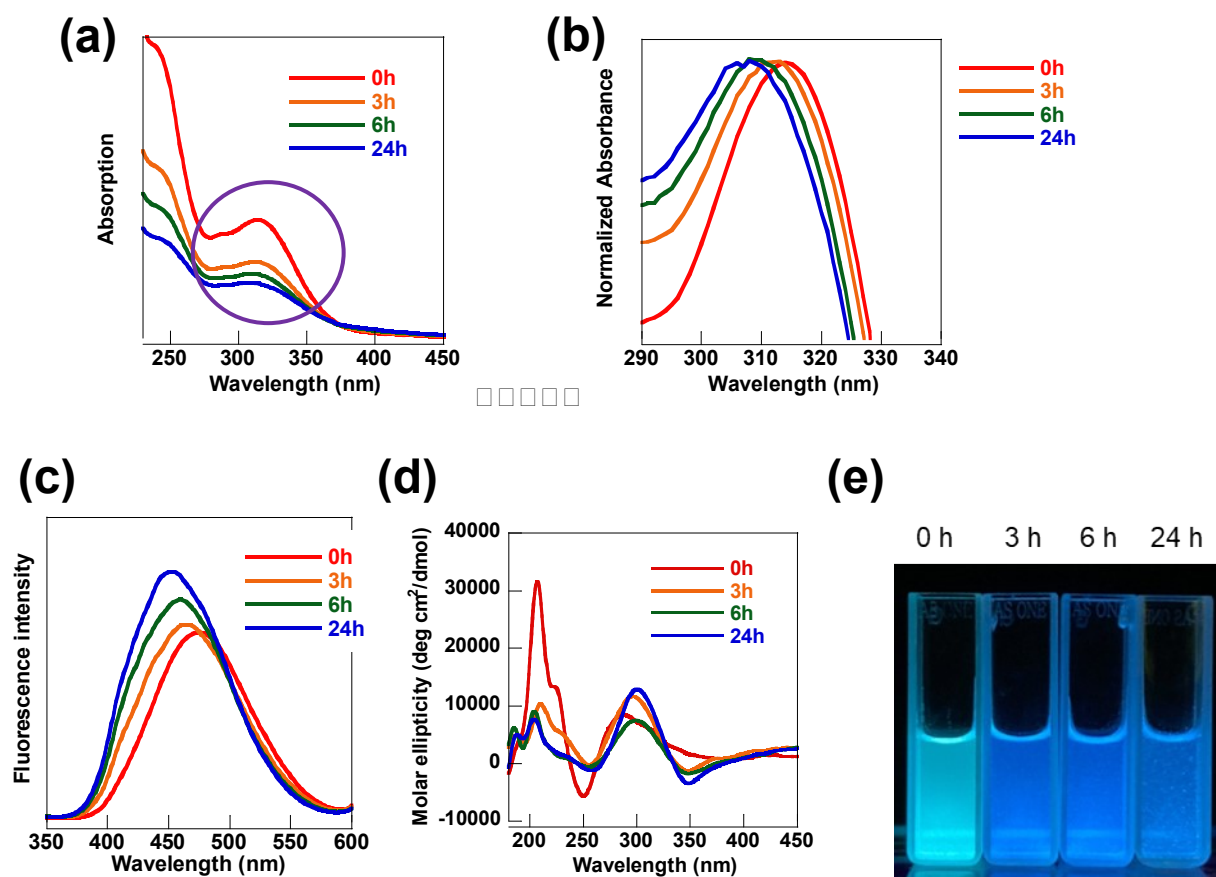 (a)
0h
3h
6h
24h
Absorption
250 300 350 400 450
Wavelength (nm)
(b)
0h
3h
6h
24h
Normalized Absorbance
290 300 310 320 330 340
Wavelength (nm)
(c)
0h
3h
6h
24h
Fluorescence intensity
350 400 450 500 550 600
Wavelength (nm)
(d)
40000
30000
20000
10000
0
-10000
0h
3h
6h
24h
Molar ellipticity (deg cm²/dmol)
200 250 300 350 400 450
Wavelength (nm)
(e)
0 h 3 h 6 h 24 h
AS ONE